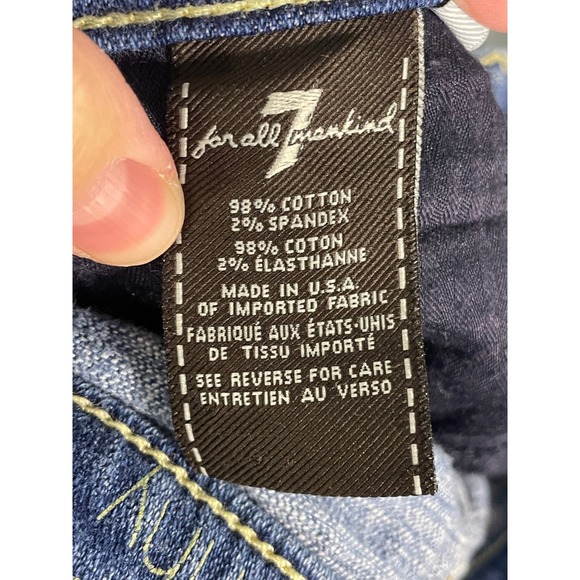 for all 7 mankind
98% COTTON
2% SPANDEX
98% COTON
2% ÉLASTHANNE
MADE IN U.S.A.
OF IMPORTED FABRIC
FABRIQUÉ AUX ÉTATS-UNIS
DE TISSU IMPORTÉ
SEE REVERSE FOR CARE
ENTRETIEN AU VERSO